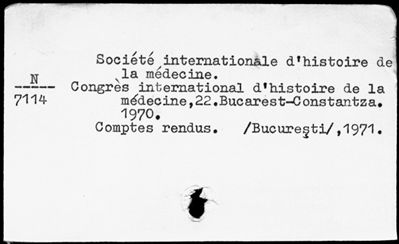 Société internationale d'histoire de
la médecine.
N
7114
Congrès international d'histoire de la
médecine,22.Bucarest-Constantza.
1970.
Comptes rendus. /Bucureşti/,1971.